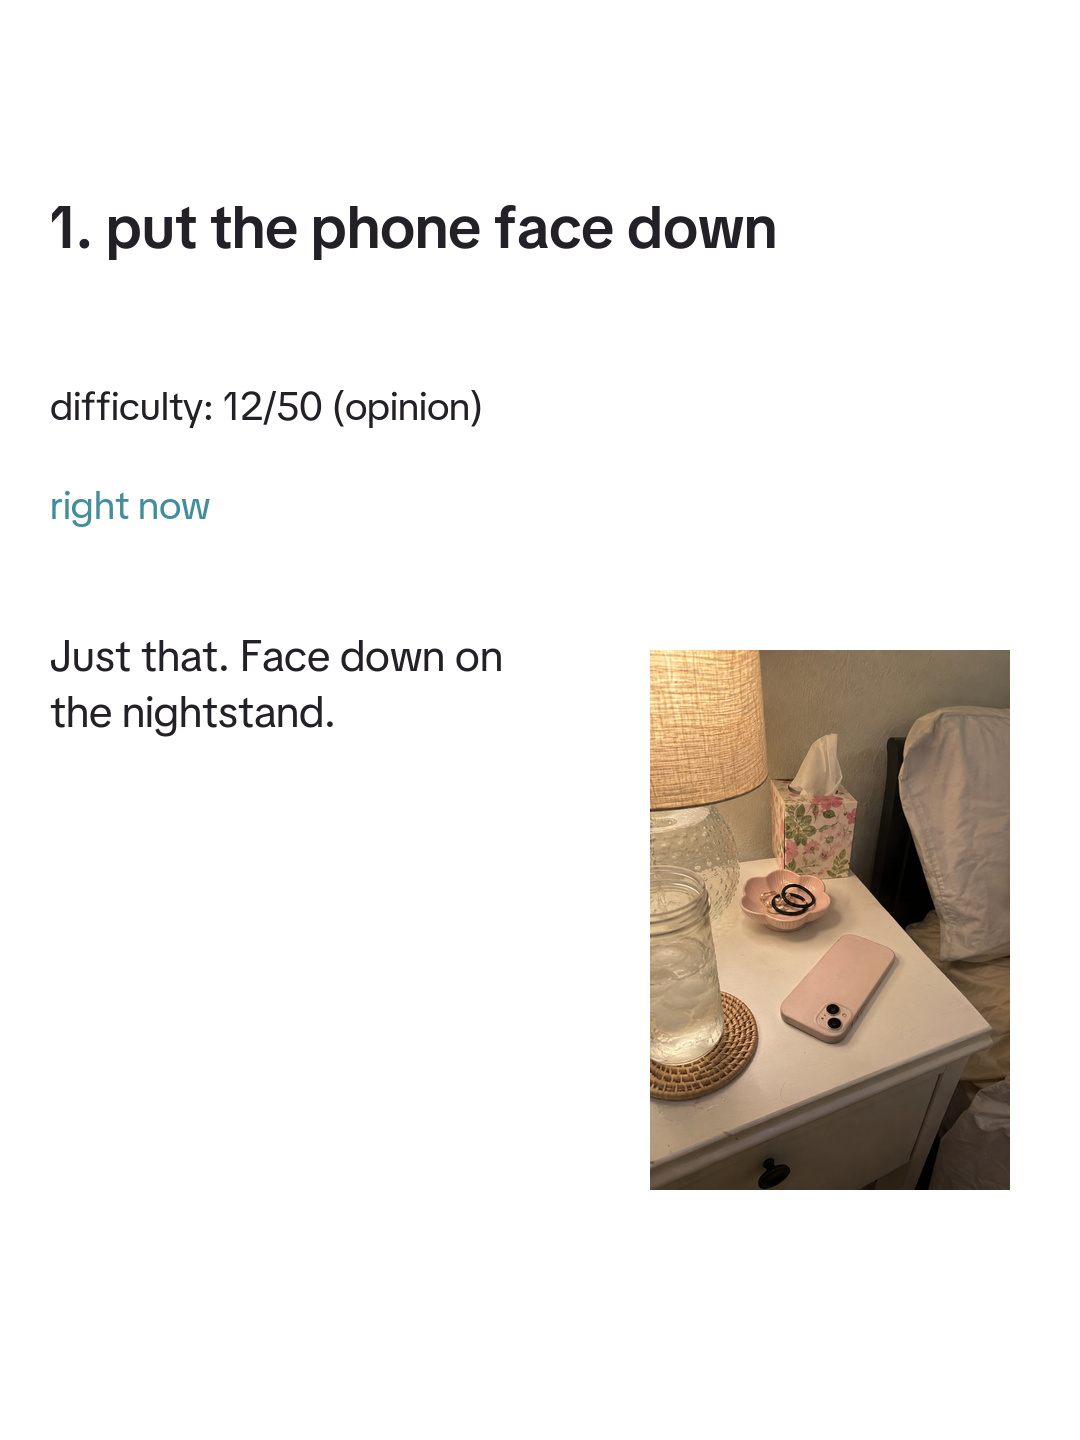 1. put the phone face down
difficulty: 12/50 (opinion)
right now
Just that. Face down on
the nightstand.